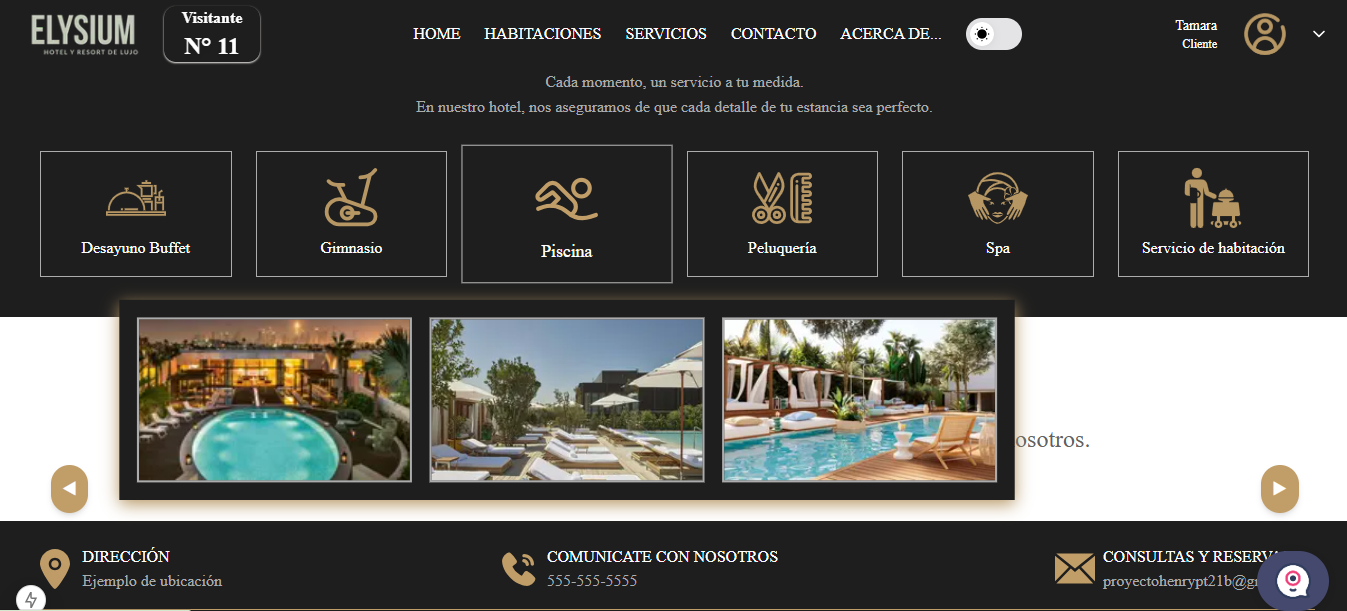 ELYSIUM
HOTEL Y RESORT DE LUJO
Visitante
N° 11
HOME HABITACIONES SERVICIOS CONTACTO ACERCA DE...
Tamara
Cliente
Cada momento, un servicio a tu medida.
En nuestro hotel, nos aseguramos de que cada detalle de tu estancia sea perfecto.
Desayuno Buffet Gimnasio Piscina Peluquería Spa Servicio de habitación
osotros.
DIRECCIÓN
Ejemplo de ubicación
COMUNICATE CON NOSOTROS
555-555-5555
CONSULTAS Y RESERV
proyectohenrypt21b@g